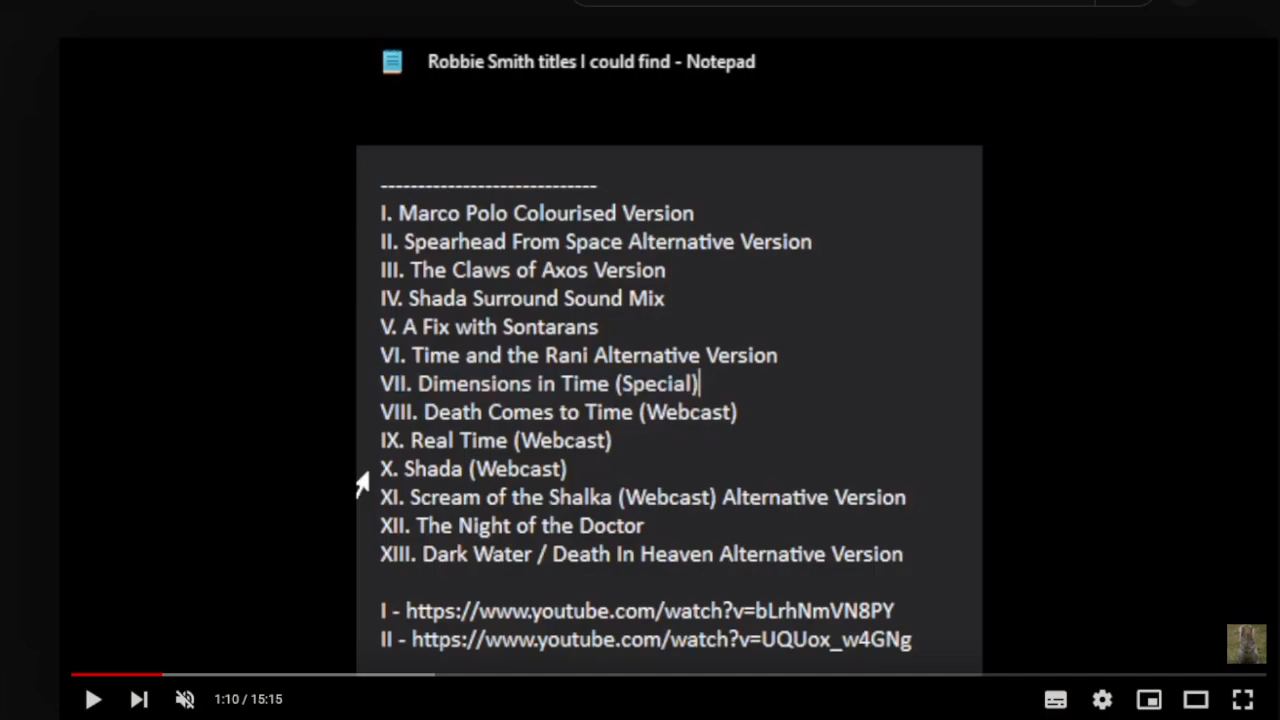 Robbie Smith titles I could find - Notepad
-----------------------------
I. Marco Polo Colourised Version
II. Spearhead From Space Alternative Version
III. The Claws of Axos Version
IV. Shada Surround Sound Mix
V. A Fix with Sontarans
VI. Time and the Rani Alternative Version
VII. Dimensions in Time (Special)
VIII. Death Comes to Time (Webcast)
IX. Real Time (Webcast)
X. Shada (Webcast)
XI. Scream of the Shalka (Webcast) Alternative Version
XII. The Night of the Doctor
XIII. Dark Water / Death In Heaven Alternative Version
I - https://www.youtube.com/watch?v=bLrhNmVN8PY
II - https://www.youtube.com/watch?v=UQUox_w4GNg
1:10 / 15:15